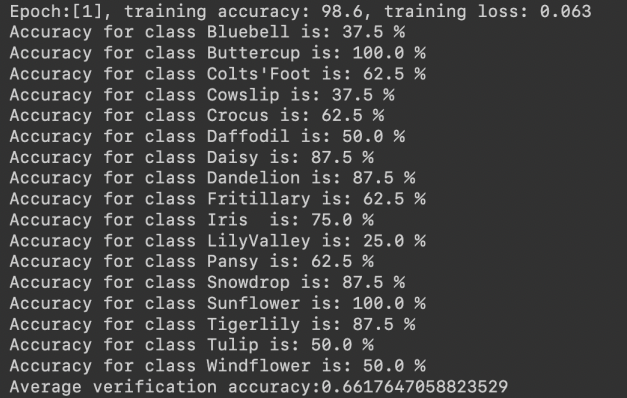 Epoch:[1], training accuracy: 98.6, training loss: 0.063
Accuracy for class Bluebell is: 37.5 %
Accuracy for class Buttercup is: 100.0 %
Accuracy for class Colts'Foot is: 62.5 %
Accuracy for class Cowslip is: 37.5 %
Accuracy for class Crocus is: 62.5 %
Accuracy for class Daffodil is: 50.0 %
Accuracy for class Daisy is: 87.5 %
Accuracy for class Dandelion is: 87.5 %
Accuracy for class Fritillary is: 62.5 %
Accuracy for class Iris  is: 75.0 %
Accuracy for class LilyValley is: 25.0 %
Accuracy for class Pansy is: 62.5 %
Accuracy for class Snowdrop is: 87.5 %
Accuracy for class Sunflower is: 100.0 %
Accuracy for class Tigerlily is: 87.5 %
Accuracy for class Tulip is: 50.0 %
Accuracy for class Windflower is: 50.0 %
Average verification accuracy:0.6617647058823529